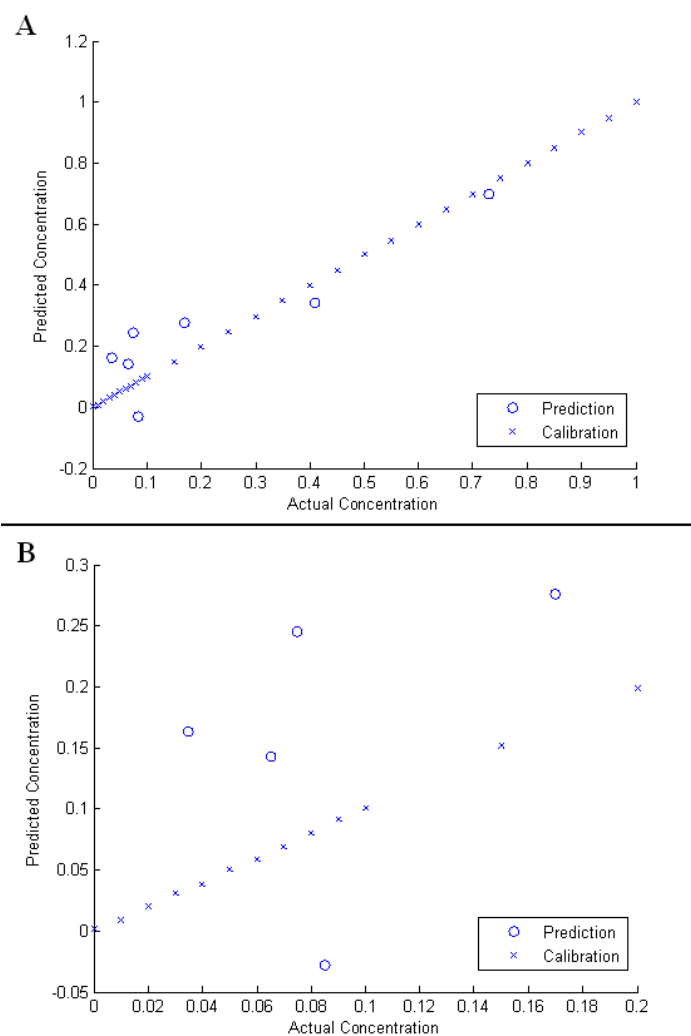 A
1.2
1
0.8
0.6
0.4
0.2
0
-0.2
Predicted Concentration
0 0.1 0.2 0.3 0.4 0.5 0.6 0.7 0.8 0.9 1
Actual Concentration
Prediction
Calibration
B
0.3
0.25
0.2
0.15
0.1
0.05
0
-0.05
Predicted Concentration
0 0.02 0.04 0.06 0.08 0.1 0.12 0.14 0.16 0.18 0.2
Actual Concentration
Prediction
Calibration